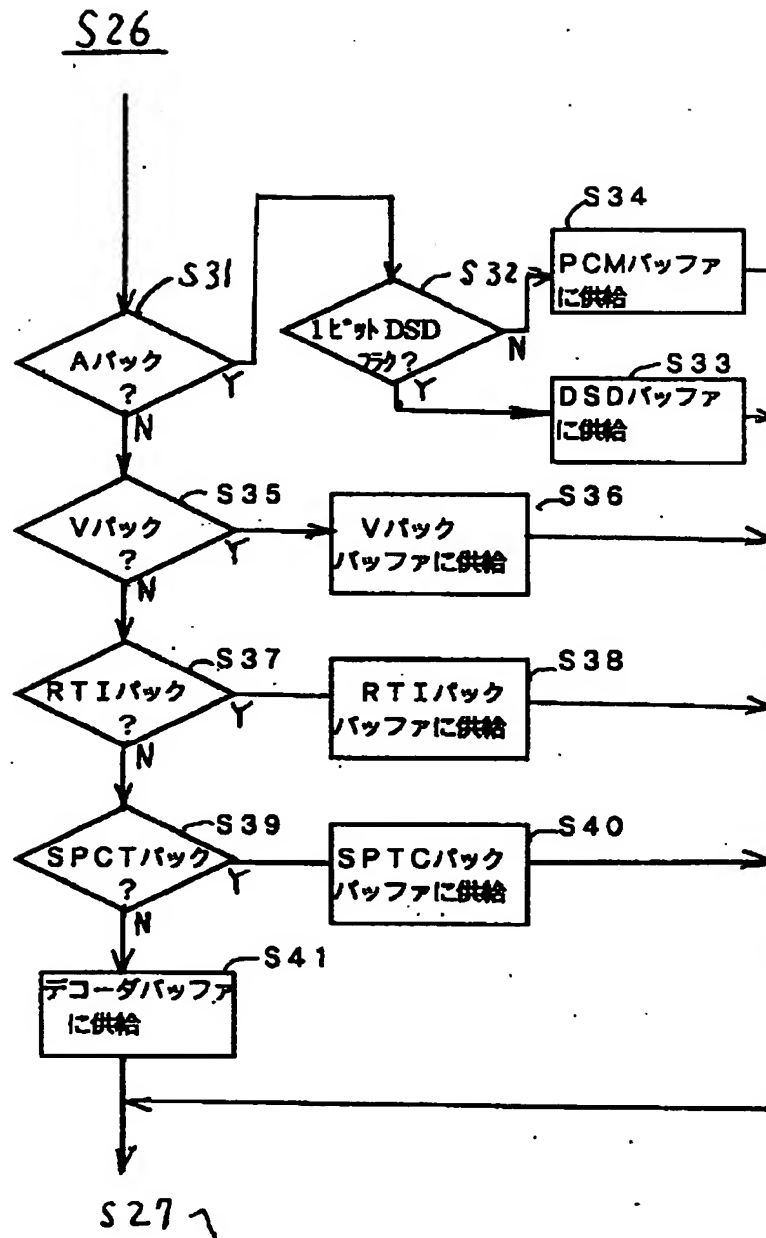 S26
S31
Aパック
?
Y
N
S32
1ビットDSD
フラグ?
N
Y
S34
PCMバッファ
に供給
S33
DSDバッファ
に供給
S35
Vパック
?
Y
N
S36
Vパック
バッファに供給
S37
RTIパック
?
Y
N
S38
RTIパック
バッファに供給
S39
SPCTパック
?
Y
N
S40
SPTCパック
バッファに供給
S41
デコーダバッファ
に供給
S27